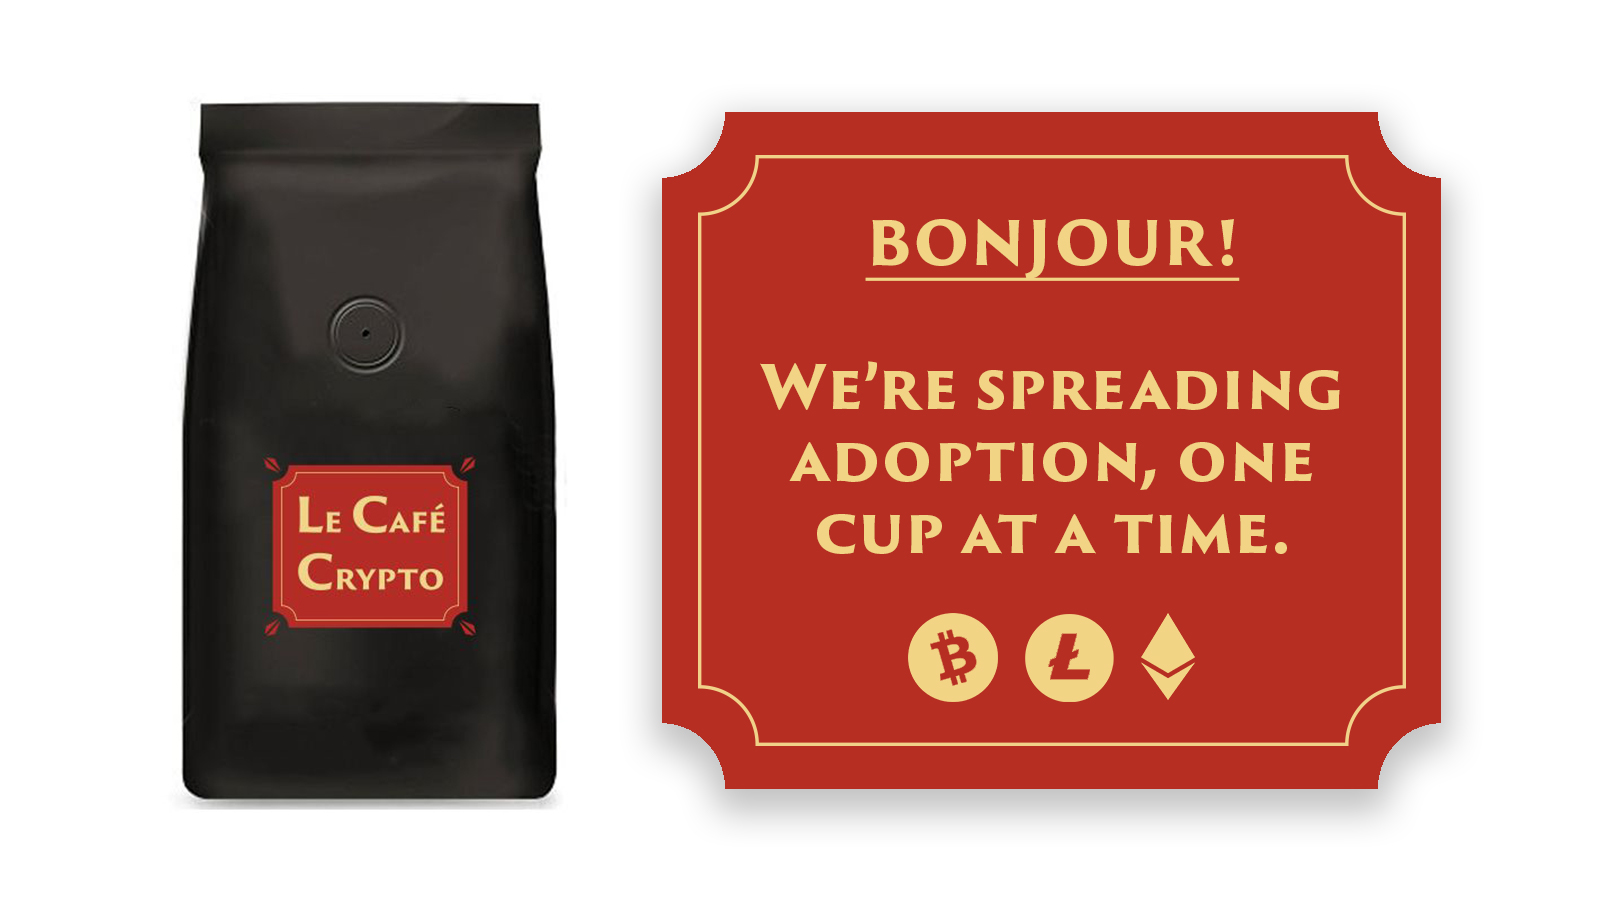 Le Café
Crypto
BONJOUR!
We're spreading
adoption, one
cup at a time.